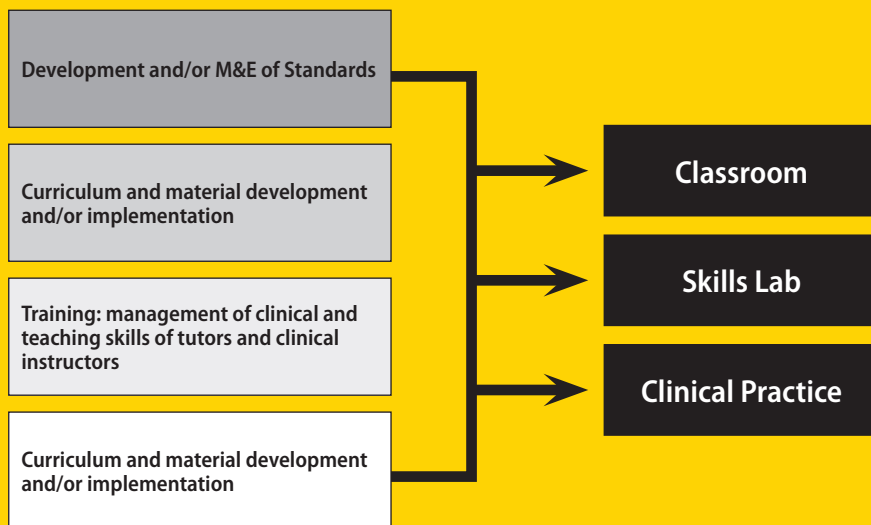 Development and/or M&E of Standards
Curriculum and material development
and/or implementation
Training: management of clinical and
teaching skills of tutors and clinical
instructors
Curriculum and material development
and/or implementation
Classroom
Skills Lab
Clinical Practice